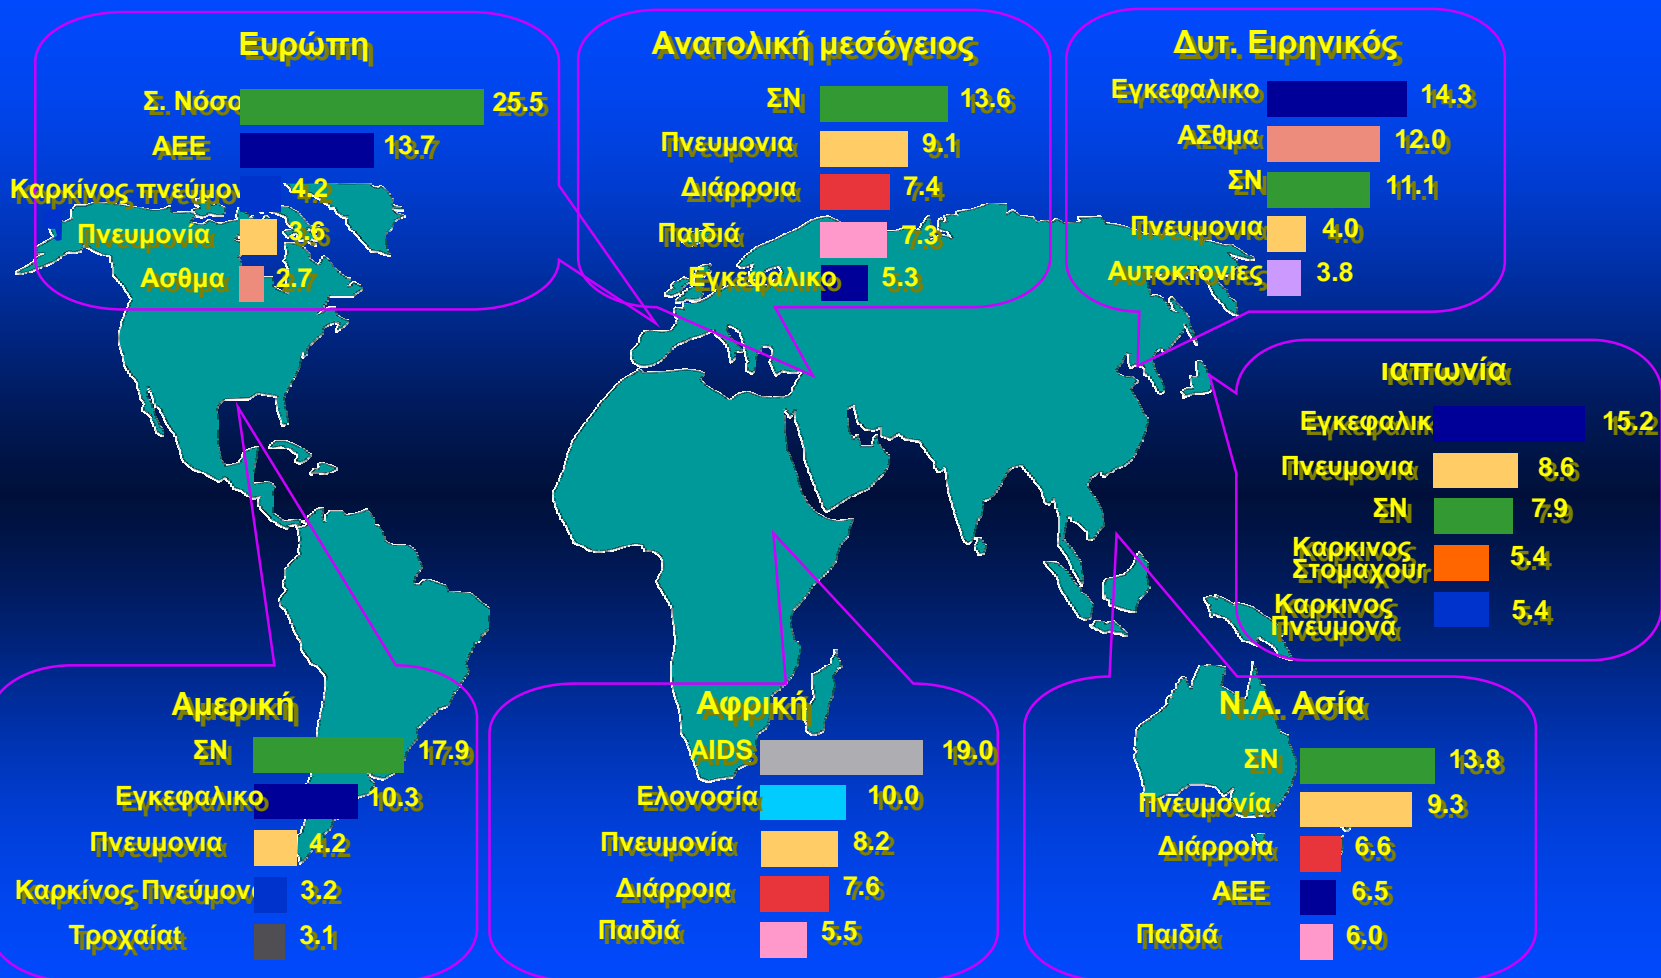 Ευρώπη
Σ. Νόσο 25.5
ΑΕΕ 13.7
Καρκίνος πνεύμον 4.2
Πνευμονία 3.6
Ασθμα 2.7
Ανατολική μεσόγειος
ΣΝ 13.6
Πνευμονια 9.1
Διάρροια 7.4
Παιδιά 7.3
Εγκεφαλικο 5.3
Δυτ. Ειρηνικός
Εγκεφαλικο 14.3
ΑΣθμα 12.0
ΣΝ 11.1
Πνευμονια 4.0
Αυτοκτονιες 3.8
ιαπωνία
Εγκεφαλικ 15.2
Πνευμονια 8.6
ΣΝ 7.9
Καρκινος
Στομαχούr 5.4
Καρκινος
Πνευμονα 5.4
Αμερική
ΣΝ 17.9
Εγκεφαλικο 10.3
Πνευμονια 4.2
Καρκίνος Πνεύμονα 3.2
Τροχαίαt 3.1
Αφρική
AIDS 19.0
Ελονοσία 10.0
Πνευμονία 8.2
Διάρροια 7.6
Παιδιά 5.5
Ν.Α. Ασία
ΣΝ 13.8
Πνευμονία 9.3
Διάρροία 6.6
ΑΕΕ 6.5
Παιδιά 6.0